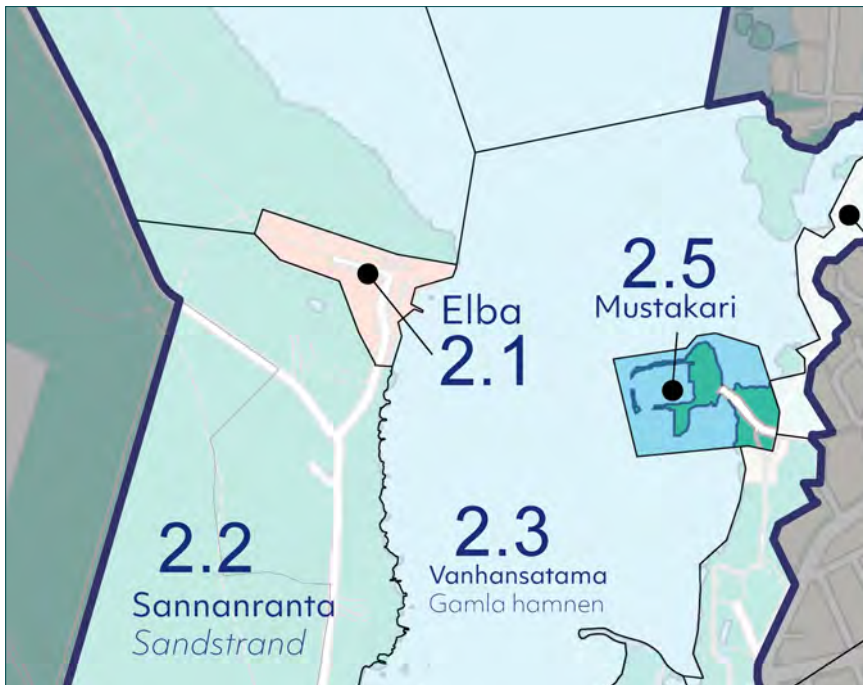 Elba
2.1
2.5
Mustakari
2.2
Sannanranta
Sandstrand
2.3
Vanhansatama
Gamla hamnen